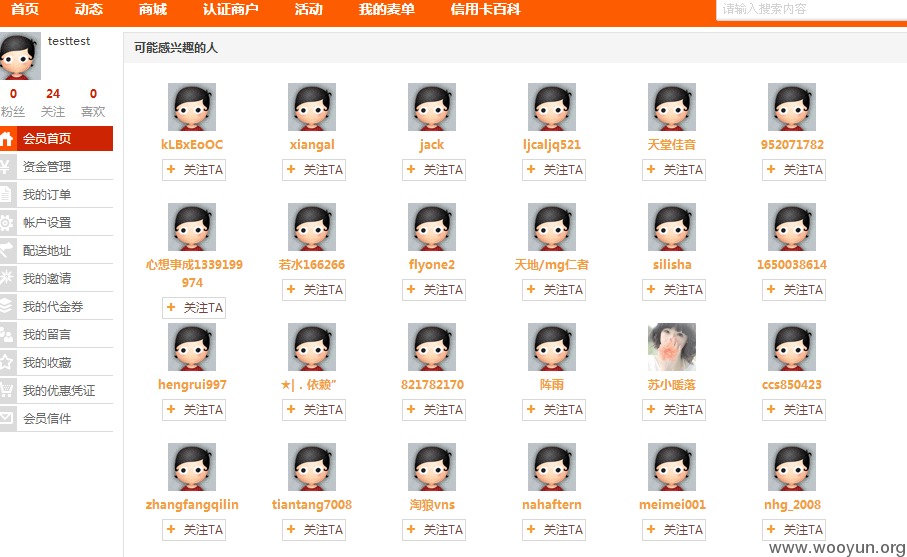 首页 动态 商城 认证商户 活动 我的麦单 信用卡百科
请输入搜索内容
testtest
0 24 0
粉丝 关注 喜欢
会员首页
资金管理
我的订单
帐户设置
配送地址
我的邀请
我的代金券
我的留言
我的收藏
我的优惠凭证
会员信件
可能感兴趣的人
kLBxEoOC xiangal jack ljcaljq521 天堂佳音 952071782
+ 关注TA + 关注TA + 关注TA + 关注TA + 关注TA + 关注TA
心想事成1339199974 若水166266 flyone2 天地/mg仁者 silisha 1650038614
+ 关注TA + 关注TA + 关注TA + 关注TA + 关注TA + 关注TA
hengrui997 ★|．依赖" 821782170 阵雨 苏小暖落 ccs850423
+ 关注TA + 关注TA + 关注TA + 关注TA + 关注TA + 关注TA
zhangfangqilin tiantang7008 淘狼vns nahaftern meimei001 nhg_2008
+ 关注TA + 关注TA + 关注TA + 关注TA + 关注TA + 关注TA
www.wooyun.org